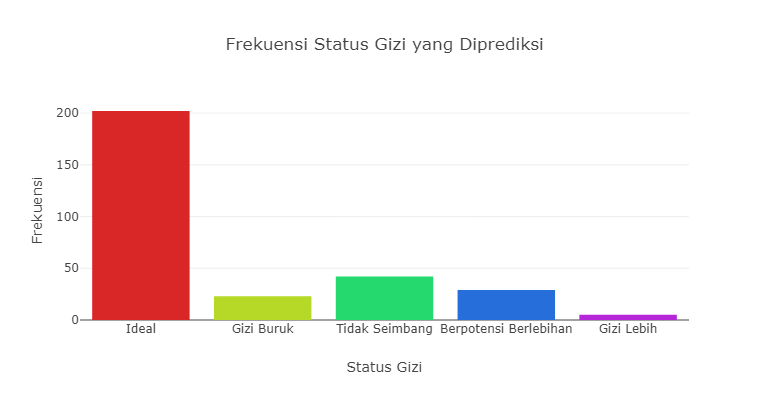 Frekuensi Status Gizi yang Diprediksi
Frekuensi
200
150
100
50
0
Ideal
Gizi Buruk
Tidak Seimbang
Berpotensi Berlebihan
Gizi Lebih
Status Gizi